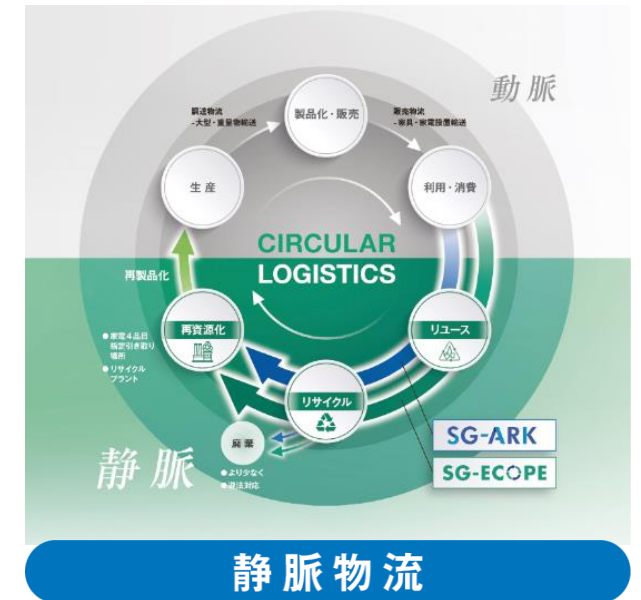 動脈
調達物流
-大型・重量物輸送
製品化・販売
販売物流
-家具・家電設置輸送
生産
利用・消費
CIRCULAR
LOGISTICS
再製品化
再資源化
リユース
●家電4品目
指定引き取り
場所
●リサイクル
プラント
リサイクル
廃棄
静脈
●より少なく
●遵法対応
SG-ARK
SG-ECOPE
静脈物流